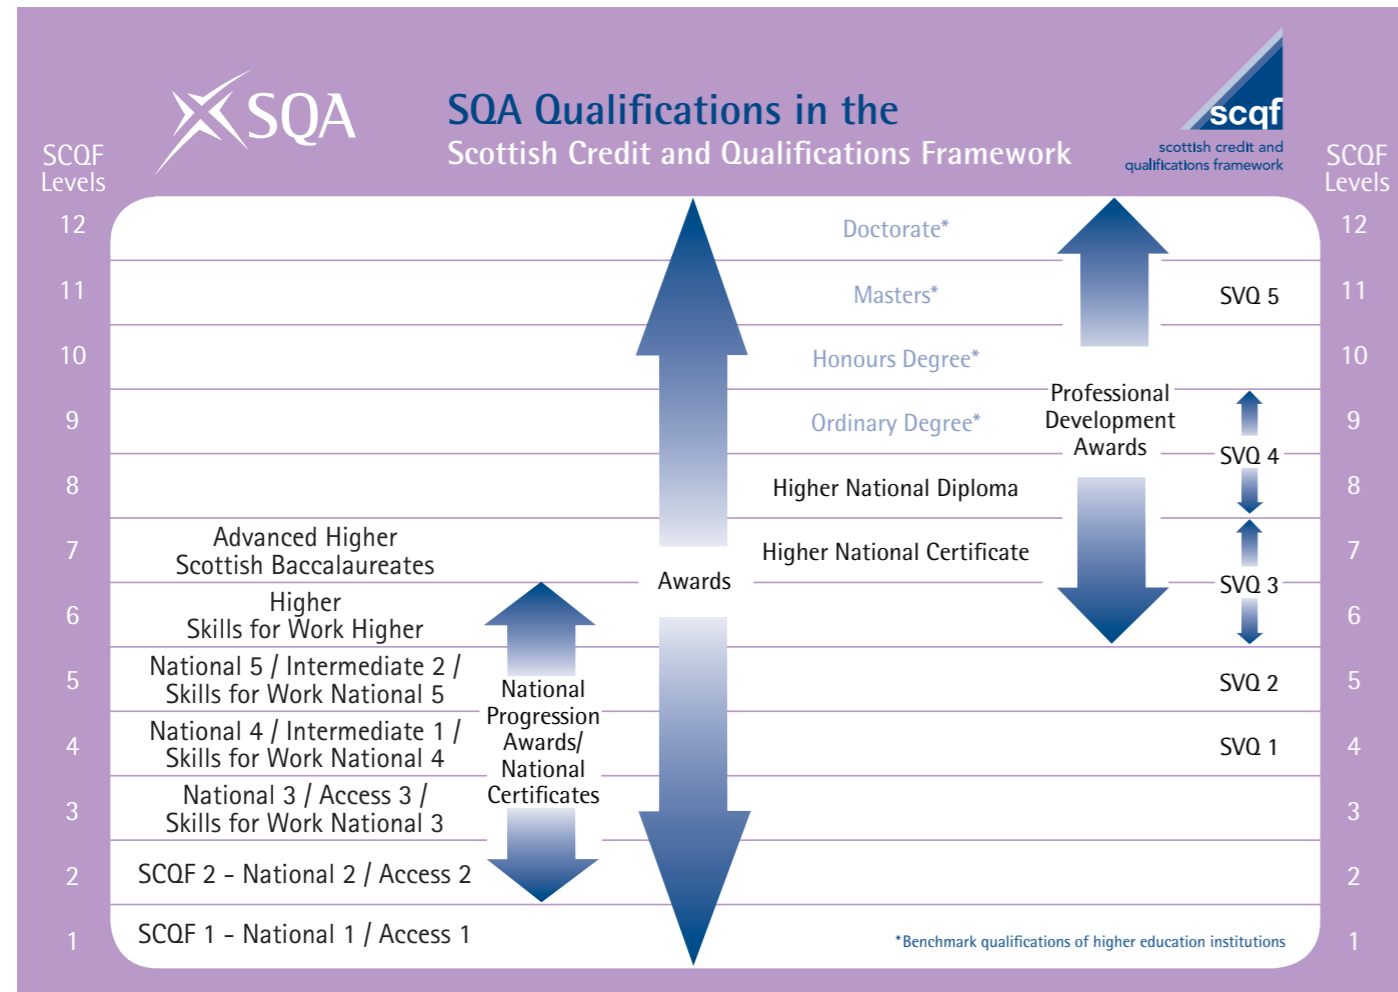 SQA
SQA Qualifications in the
Scottish Credit and Qualifications Framework
scqf
scottish credit and
qualifications framework
SCQF
Levels
SCQF
Levels
12
Doctorate*
12
11
Masters*
SVQ 5
11
10
Honours Degree*
10
9
Ordinary Degree*
9
Professional
Development
Awards
SVQ 4
8
Higher National Diploma
8
7
Advanced Higher
Scottish Baccalaureates
Higher National Certificate
7
Awards
SVQ 3
6
Higher
Skills for Work Higher
6
5
National 5 / Intermediate 2 /
Skills for Work National 5
SVQ 2
5
National
Progression
Awards/
National
Certificates
4
National 4 / Intermediate 1 /
Skills for Work National 4
SVQ 1
4
3
National 3 / Access 3 /
Skills for Work National 3
3
2
SCQF 2 - National 2 / Access 2
2
1
SCQF 1 - National 1 / Access 1
*Benchmark qualifications of higher education institutions
1